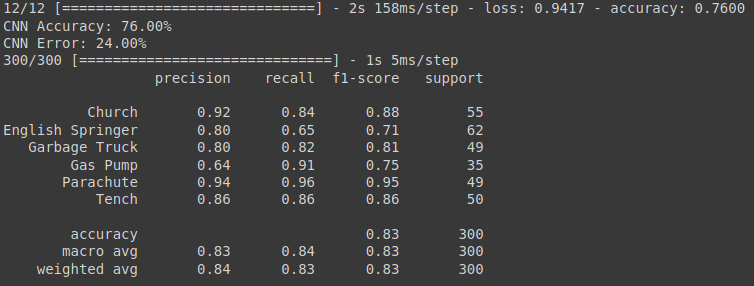 12/12 [==============================] - 2s 158ms/step - loss: 0.9417 - accuracy: 0.7600
CNN Accuracy: 76.00%
CNN Error: 24.00%
300/300 [==============================] - 1s 5ms/step
precision recall f1-score support
Church 0.92 0.84 0.88 55
English Springer 0.80 0.65 0.71 62
Garbage Truck 0.80 0.82 0.81 49
Gas Pump 0.64 0.91 0.75 35
Parachute 0.94 0.96 0.95 49
Tench 0.86 0.86 0.86 50
accuracy 0.83 300
macro avg 0.83 0.84 0.83 300
weighted avg 0.84 0.83 0.83 300